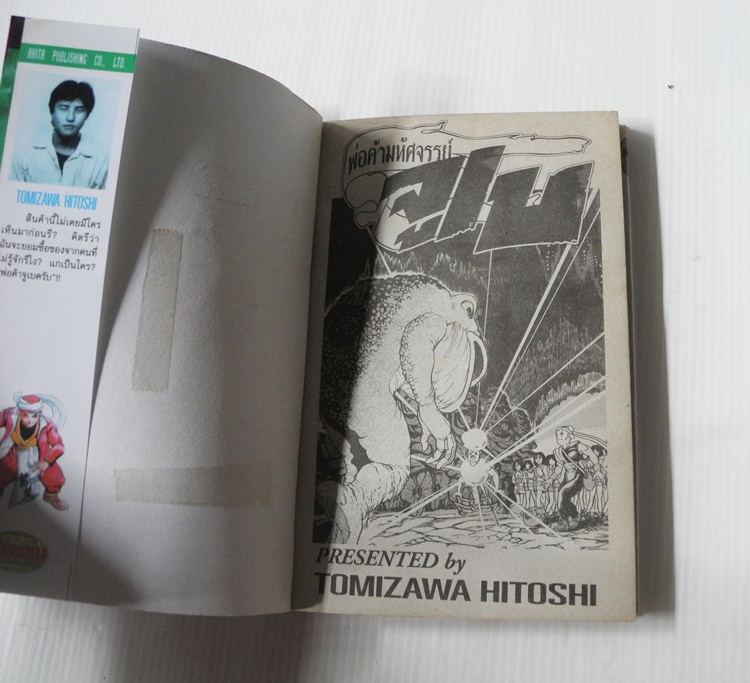 PUBLISHING CO., LTD.
TOMIZAWA HITOSHI
สินค้านี้ไม่เคยมีใคร
เห็นมาก่อนรึ? คิดรึว่า
ฉันจะยอมซื้อของจากคนที่
ไม่รู้จักรึไง? แกเป็นใคร?
พ่อค้าจูเบครับ"!!
พ่อค้ามหัศจรรย์
PRESENTED by
TOMIZAWA HITOSHI